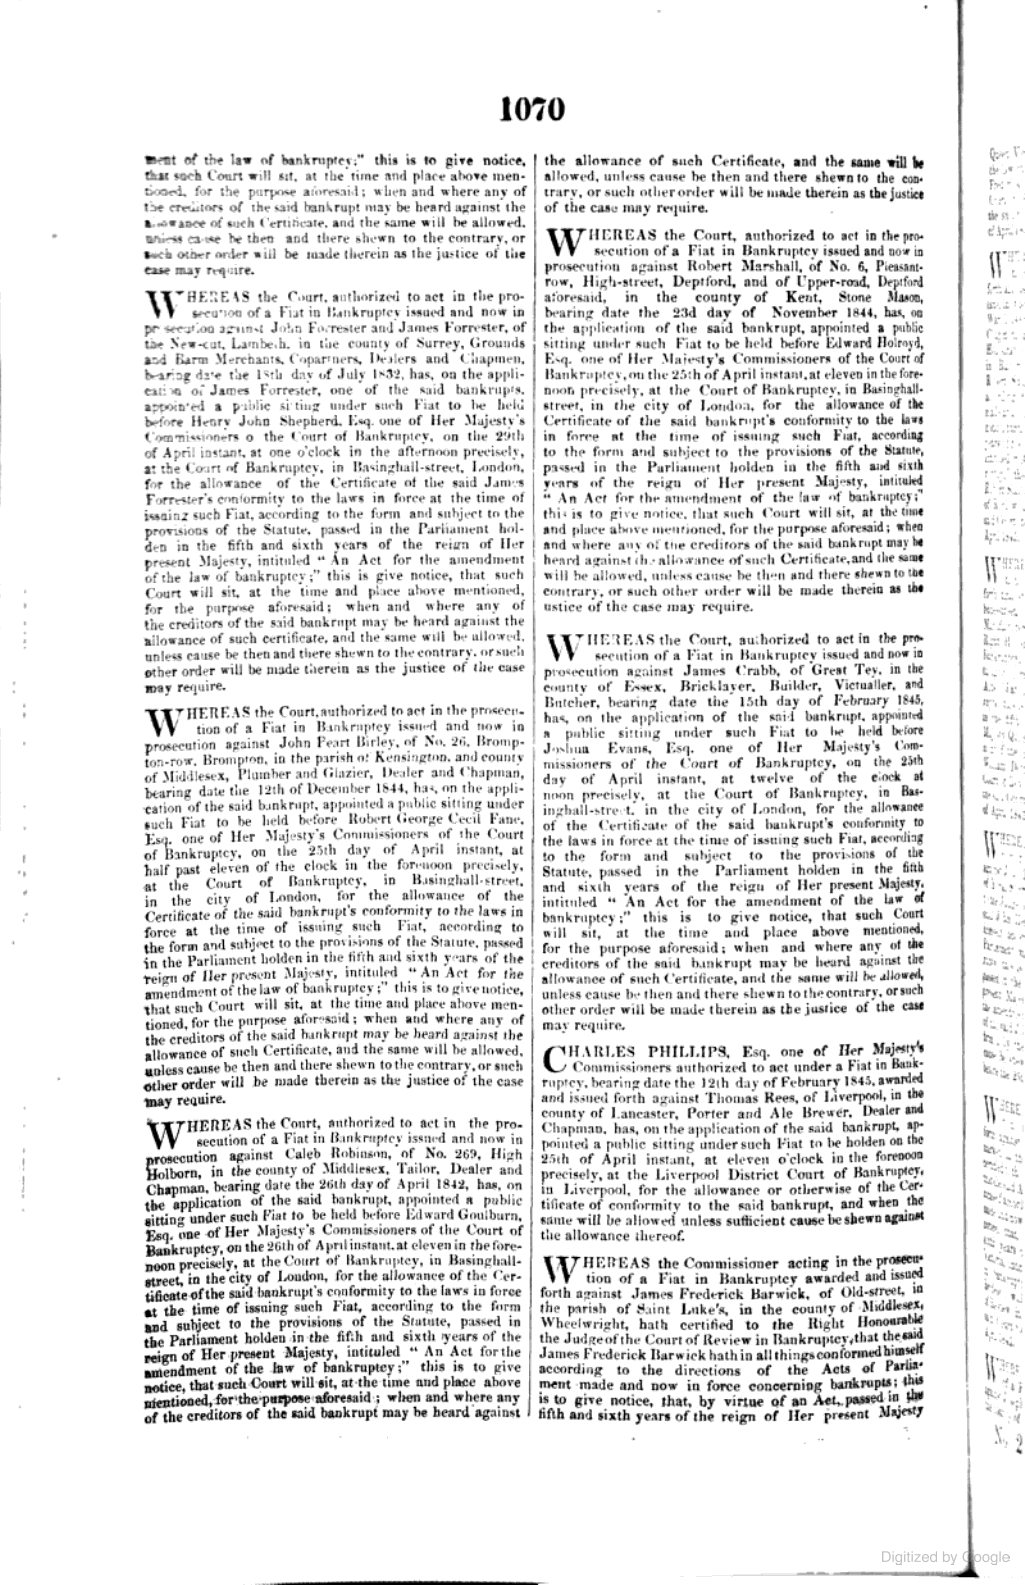 1070
ment of the law of bankruptcy;" this is to give notice,
that such Court will sit, at the time and place above men-
tioned, for the purpose aforesaid; when and where any of
the creditors of the said bankrupt may be heard against the
allowance of such Certificate, and the same will be allowed,
unless cause be then and there shewn to the contrary, or
such other order will be made therein as the justice of the
case may require.
WHEREAS the Court, authorized to act in the pro-
secution of a Fiat in Bankruptcy issued and now in
prosecution against John Forrester and James Forrester, of
the New-cut, Lambeth, in the county of Surrey, Grounds
and Barm Merchants, Copartners, Dealers and Chapmen,
bearing date the 18th day of July 1832, has, on the appli-
cation of James Forrester, one of the said bankrupts,
appointed a public sitting under such Fiat to be held
before Henry John Shepherd, Esq. one of Her Majesty's
Commissioners o the Court of Bankruptcy, on the 29th
of April instant, at one o'clock in the afternoon precisely,
at the Court of Bankruptcy, in Basinghall-street, London,
for the allowance of the Certificate of the said James
Forrester's conformity to the laws in force at the time of
issuing such Fiat, according to the form and subject to the
provisions of the Statute, passed in the Parliament hol-
den in the fifth and sixth years of the reign of Her
present Majesty, intituled " An Act for the amendment
of the law of bankruptcy;" this is give notice, that such
Court will sit, at the time and place above mentioned,
for the purpose aforesaid; when and where any of
the creditors of the said bankrupt may be heard against the
allowance of such certificate, and the same will be allowed,
unless cause be then and there shewn to the contrary, or such
other order will be made therein as the justice of the case
may require.
WHEREAS the Court, authorized to act in the prosecu-
tion of a Fiat in Bankruptcy issued and now in
prosecution against John Peart Birley, of No. 26, Bromp-
ton-row, Brompton, in the parish of Kensington, and county
of Middlesex, Plumber and Glazier, Dealer and Chapman,
bearing date the 12th of December 1844, has, on the appli-
cation of the said bankrupt, appointed a public sitting under
such Fiat to be held before Robert George Cecil Fane,
Esq. one of Her Majesty's Commissioners of the Court
of Bankruptcy, on the 25th day of April instant, at
half past eleven of the clock in the forenoon precisely,
at the Court of Bankruptcy, in Basinghall-street,
in the city of London, for the allowance of the
Certificate of the said bankrupt's conformity to the laws in
force at the time of issuing such Fiat, according to
the form and subject to the provisions of the Statute, passed
in the Parliament holden in the fifth and sixth years of the
reign of Her present Majesty, intituled " An Act for the
amendment of the law of bankruptcy;" this is to give notice,
that such Court will sit, at the time and place above men-
tioned, for the purpose aforesaid; when and where any of
the creditors of the said bankrupt may be heard against the
allowance of such Certificate, and the same will be allowed,
unless cause be then and there shewn to the contrary, or such
other order will be made therein as the justice of the case
may require.
WHEREAS the Court, authorized to act in the pro-
secution of a Fiat in Bankruptcy issued and now in
prosecution against Caleb Robinson, of No. 269, High
Holborn, in the county of Middlesex, Tailor, Dealer and
Chapman, bearing date the 26th day of April 1842, has, on
the application of the said bankrupt, appointed a public
sitting under such Fiat to be held before Edward Goulburn,
Esq. one of Her Majesty's Commissioners of the Court of
Bankruptcy, on the 26th of April instant, at eleven in the fore-
noon precisely, at the Court of Bankruptcy, in Basinghall-
street, in the city of London, for the allowance of the Cer-
tificate of the said bankrupt's conformity to the laws in force
at the time of issuing such Fiat, according to the form
and subject to the provisions of the Statute, passed in
the Parliament holden in the fifth and sixth years of the
reign of Her present Majesty, intituled " An Act for the
amendment of the law of bankruptcy;" this is to give
notice, that such Court will sit, at the time and place above
mentioned, for the purpose aforesaid; when and where any
of the creditors of the said bankrupt may be heard against
the allowance of such Certificate, and the same will be
allowed, unless cause be then and there shewn to the con-
trary, or such other order will be made therein as the justice
of the case may require.
WHEREAS the Court, authorized to act in the pro-
secution of a Fiat in Bankruptcy issued and now in
prosecution against Robert Marshall, of No. 6, Pleasant-
row, High-street, Deptford, and of Upper-road, Deptford
aforesaid, in the county of Kent, Stone Mason,
bearing date the 23d day of November 1844, has, on
the application of the said bankrupt, appointed a public
sitting under such Fiat to be held before Edward Holroyd,
Esq. one of Her Majesty's Commissioners of the Court of
Bankruptcy, on the 25th of April instant, at eleven in the fore-
noon precisely, at the Court of Bankruptcy, in Basinghall-
street, in the city of London, for the allowance of the
Certificate of the said bankrupt's conformity to the laws
in force at the time of issuing such Fiat, according
to the form and subject to the provisions of the Statute,
passed in the Parliament holden in the fifth and sixth
years of the reign of Her present Majesty, intituled
" An Act for the amendment of the law of bankruptcy;"
this is to give notice, that such Court will sit, at the time
and place above mentioned, for the purpose aforesaid; when
and where any of the creditors of the said bankrupt may be
heard against the allowance of such Certificate, and the same
will be allowed, unless cause be then and there shewn to the
contrary, or such other order will be made therein as the
ustice of the case may require.
WHEREAS the Court, authorized to act in the pro-
secution of a Fiat in Bankruptcy issued and now in
prosecution against James Crabb, of Great Tey, in the
county of Essex, Bricklayer, Builder, Victualler, and
Butcher, bearing date the 15th day of February 1845,
has, on the application of the said bankrupt, appointed
a public sitting under such Fiat to be held before
Joshua Evans, Esq. one of Her Majesty's Com-
missioners of the Court of Bankruptcy, on the 25th
day of April instant, at twelve of the clock at
noon precisely, at the Court of Bankruptcy, in Bas-
inghall-street, in the city of London, for the allowance
of the Certificate of the said bankrupt's conformity to
the laws in force at the time of issuing such Fiat, according
to the form and subject to the provisions of the
Statute, passed in the Parliament holden in the fifth
and sixth years of the reign of Her present Majesty,
intituled " An Act for the amendment of the law of
bankruptcy;" this is to give notice, that such Court
will sit, at the time and place above mentioned,
for the purpose aforesaid; when and where any of the
creditors of the said bankrupt may be heard against the
allowance of such Certificate, and the same will be allowed,
unless cause be then and there shewn to the contrary, or such
other order will be made therein as the justice of the case
may require.
CHARLES PHILLIPS, Esq. one of Her Majesty's
Commissioners authorized to act under a Fiat in Bank-
ruptcy, bearing date the 12th day of February 1845, awarded
and issued forth against Thomas Rees, of Liverpool, in the
county of Lancaster, Porter and Ale Brewer, Dealer and
Chapman, has, on the application of the said bankrupt, ap-
pointed a public sitting under such Fiat to be holden on the
25th of April instant, at eleven o'clock in the forenoon
precisely, at the Liverpool District Court of Bankruptcy,
in Liverpool, for the allowance or otherwise of the Cer-
tificate of conformity to the said bankrupt, and when the
same will be allowed unless sufficient cause be shewn against
the allowance thereof.
WHEREAS the Commissioner acting in the prosecu-
tion of a Fiat in Bankruptcy awarded and issued
forth against James Frederick Barwick, of Old-street, in
the parish of Saint Luke's, in the county of Middlesex,
Wheelwright, hath certified to the Right Honourable
the Judge of the Court of Review in Bankruptcy, that the said
James Frederick Barwick hath in all things conformed himself
according to the directions of the Acts of Parlia-
ment made and now in force concerning bankrupts; this
is to give notice, that, by virtue of an Act, passed in the
fifth and sixth years of the reign of Her present Majesty
Digitized by Google